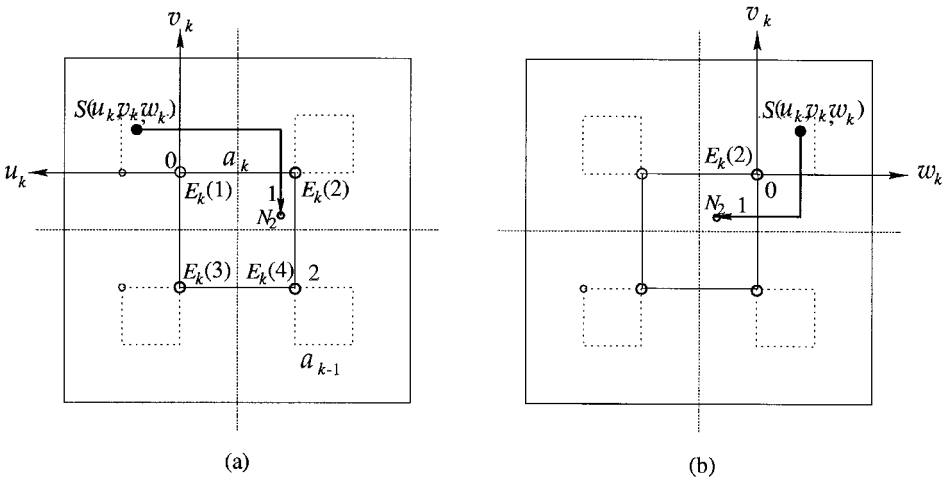 v_k
v_k
S(u_k, v_k, w_k)
S(u_k, v_k, w_k)
0
a_k
u_k
E_k(1)
1
E_k(2)
N_2
E_k(2)
0
w_k
N_2
1
E_k(3)
E_k(4)
2
a_{k-1}
(a)
(b)